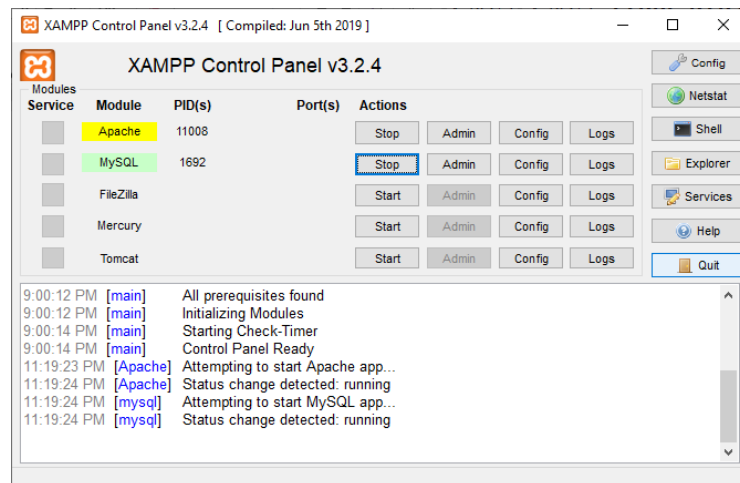 XAMPP Control Panel v3.2.4 [ Compiled: Jun 5th 2019 ]
XAMPP Control Panel v3.2.4
Config
Modules
Service Module PID(s) Port(s) Actions
Netstat
Apache 11008 Stop Admin Config Logs
Shell
MySQL 1692 Stop Admin Config Logs
Explorer
FileZilla Start Admin Config Logs
Services
Mercury Start Admin Config Logs
Help
Tomcat Start Admin Config Logs
Quit
9:00:12 PM [main] All prerequisites found
9:00:12 PM [main] Initializing Modules
9:00:14 PM [main] Starting Check-Timer
9:00:14 PM [main] Control Panel Ready
11:19:23 PM [Apache] Attempting to start Apache app...
11:19:24 PM [Apache] Status change detected: running
11:19:24 PM [mysql] Attempting to start MySQL app...
11:19:24 PM [mysql] Status change detected: running